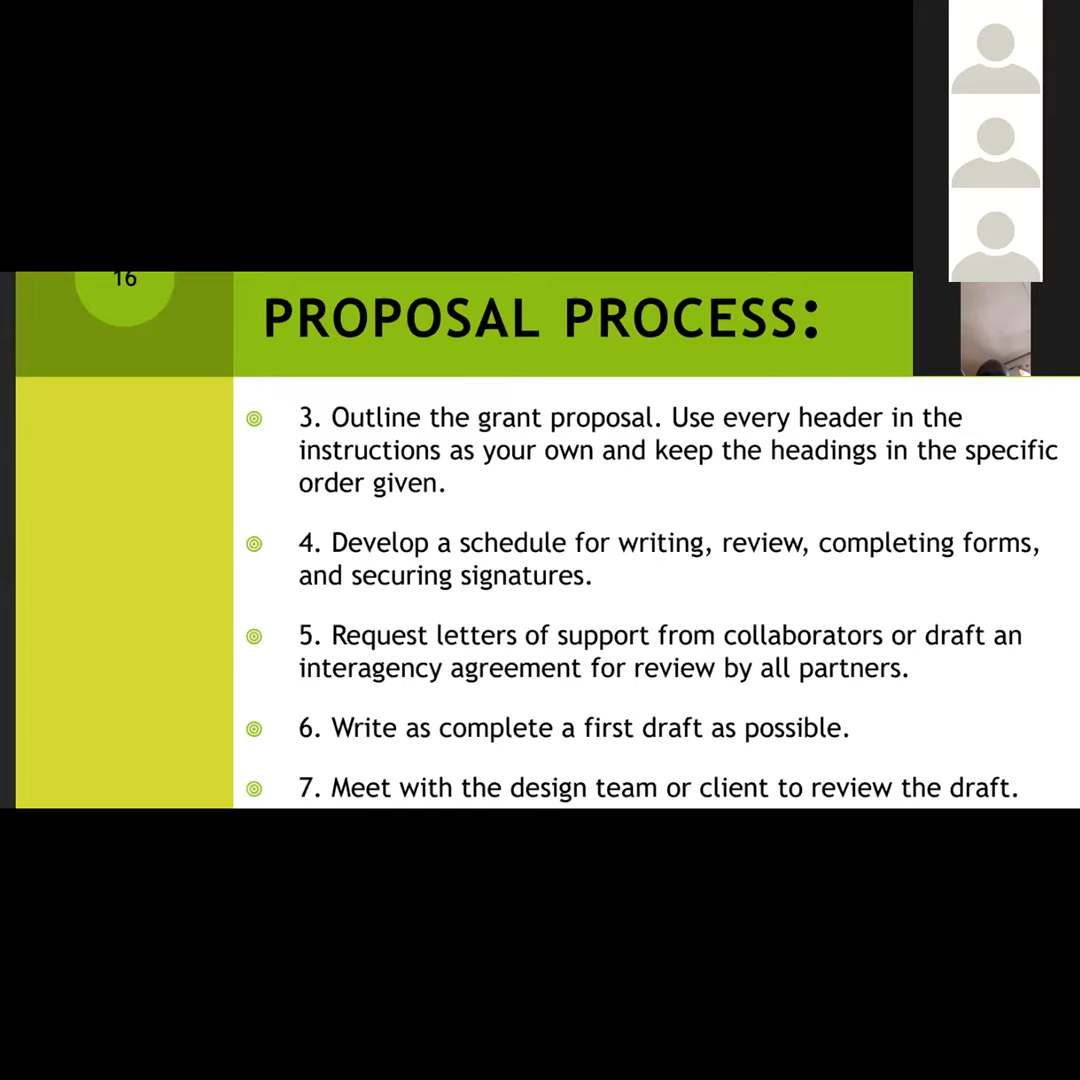 16
PROPOSAL PROCESS:
3. Outline the grant proposal. Use every header in the
instructions as your own and keep the headings in the specific
order given.
4. Develop a schedule for writing, review, completing forms,
and securing signatures.
5. Request letters of support from collaborators or draft an
interagency agreement for review by all partners.
6. Write as complete a first draft as possible.
7. Meet with the design team or client to review the draft.